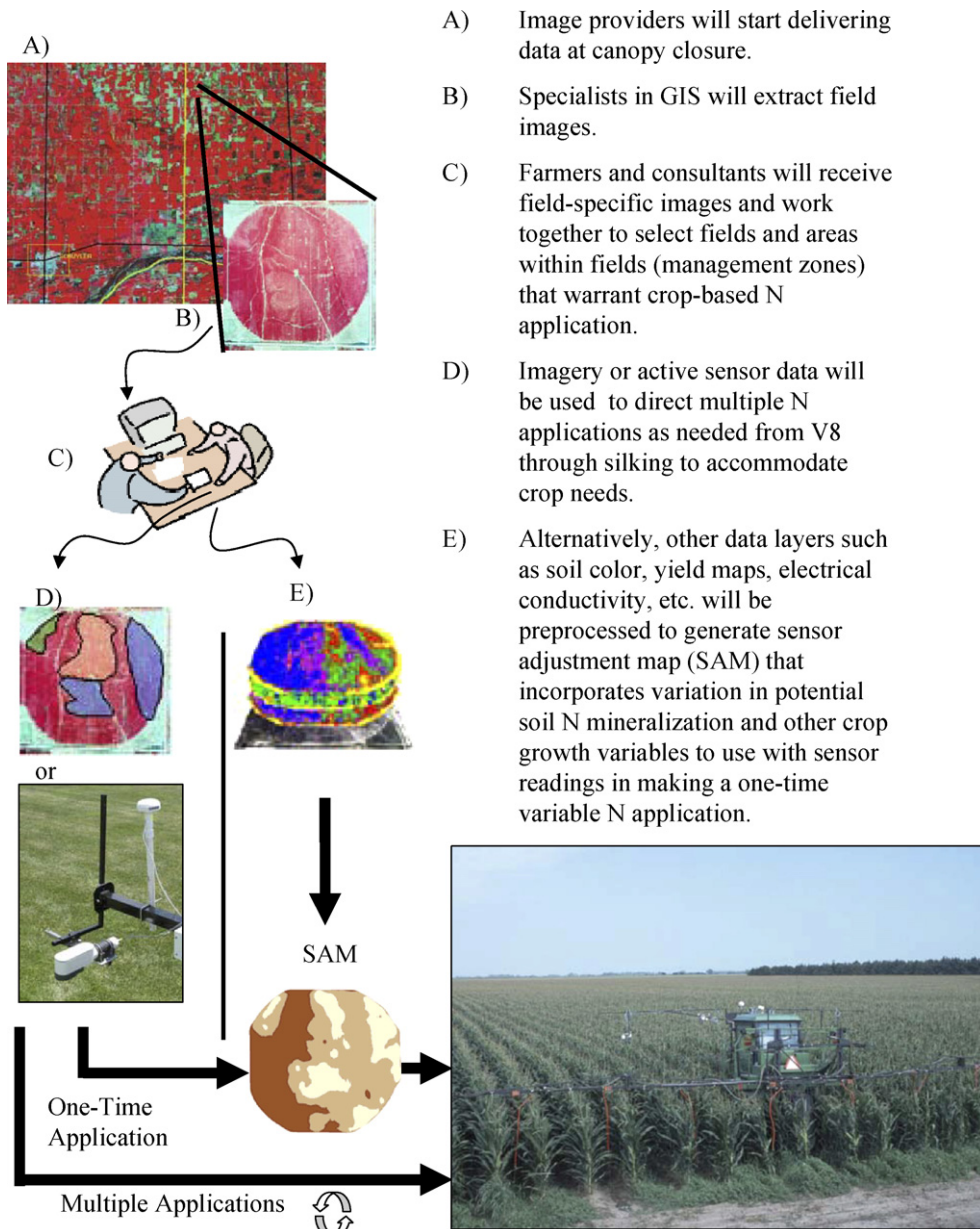 A)
A) Image providers will start delivering
data at canopy closure.
B) Specialists in GIS will extract field
images.
C) Farmers and consultants will receive
field-specific images and work
together to select fields and areas
within fields (management zones)
that warrant crop-based N
application.
D) Imagery or active sensor data will
be used to direct multiple N
applications as needed from V8
through silking to accommodate
crop needs.
E) Alternatively, other data layers such
as soil color, yield maps, electrical
conductivity, etc. will be
preprocessed to generate sensor
adjustment map (SAM) that
incorporates variation in potential
soil N mineralization and other crop
growth variables to use with sensor
readings in making a one-time
variable N application.
B)
C)
D)
E)
or
SAM
One-Time
Application
Multiple Applications